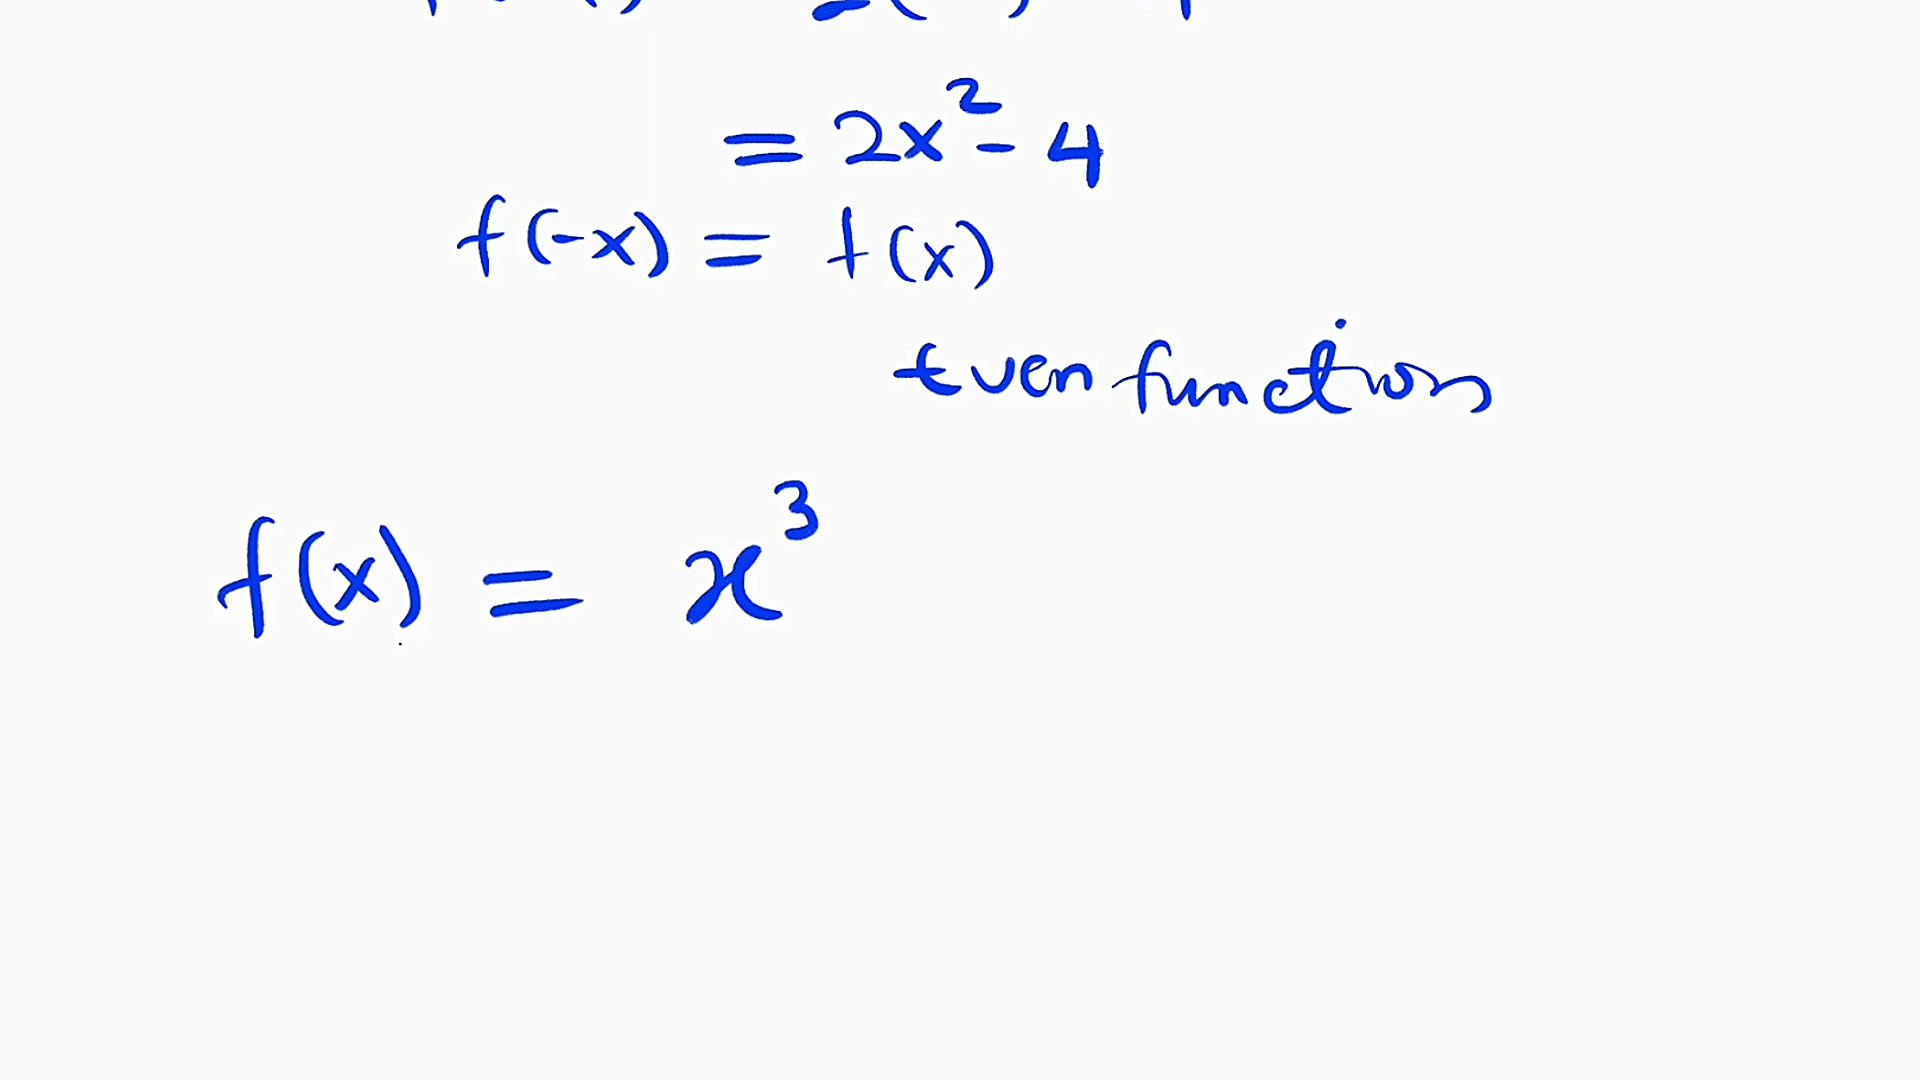 = 2x² - 4
f(-x) = f(x)
Even function
f(x) = x³